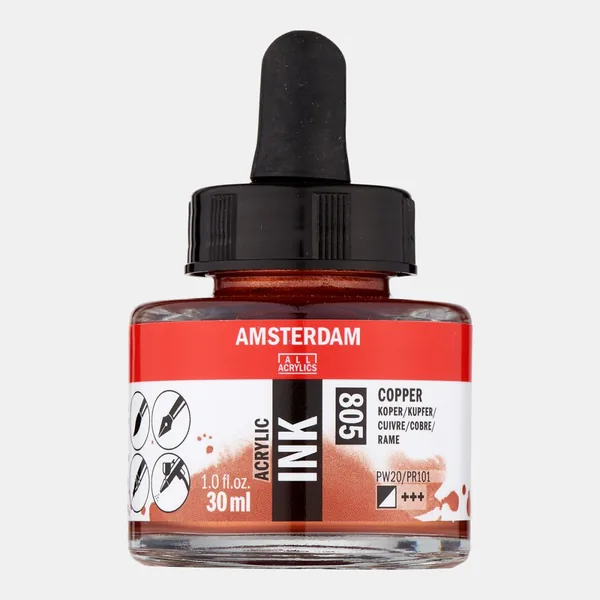 AMSTERDAM
ALL
ACRYLICS
ACRYLIC
INK
805
COPPER
KOPER/KUPFER/
CUIVRE/COBRE/
RAME
PW20/PR101
+++
1.0 fl.oz.
30 ml